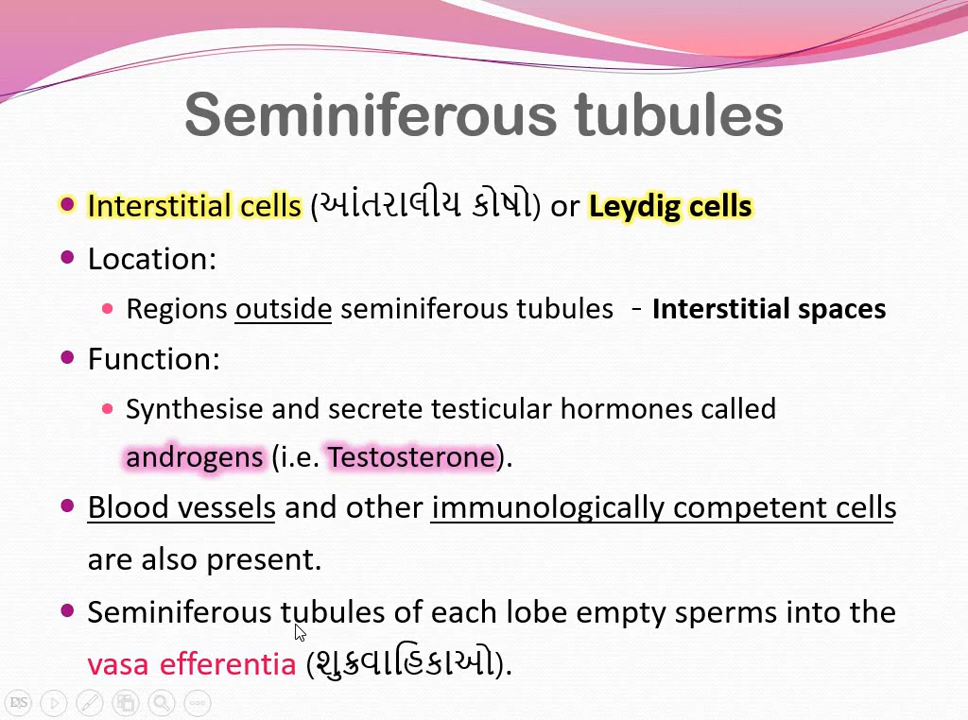 Seminiferous tubules
• Interstitial cells (આંતરાલીય કોષો) or Leydig cells
• Location:
• Regions outside seminiferous tubules - Interstitial spaces
• Function:
• Synthesise and secrete testicular hormones called
androgens (i.e. Testosterone).
• Blood vessels and other immunologically competent cells
are also present.
• Seminiferous tubules of each lobe empty sperms into the
vasa efferentia (શુક્રવાહિકાઓ).